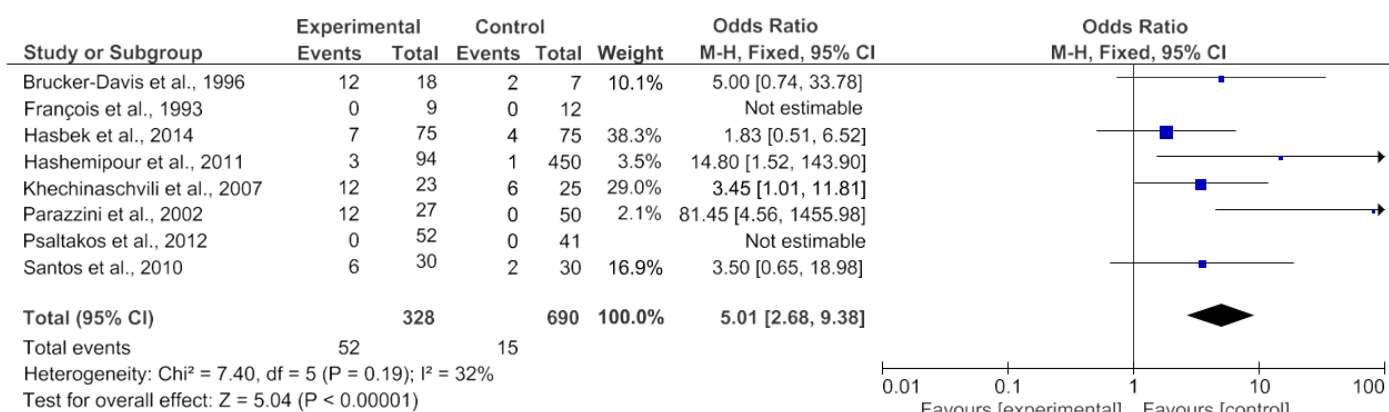 Experimental Control Odds Ratio Odds Ratio
Study or Subgroup Events Total Events Total Weight M-H, Fixed, 95% CI M-H, Fixed, 95% CI
Brucker-Davis et al., 1996 12 18 2 7 10.1% 5.00 [0.74, 33.78]
François et al., 1993 0 9 0 12 Not estimable
Hasbek et al., 2014 7 75 4 75 38.3% 1.83 [0.51, 6.52]
Hashemipour et al., 2011 3 94 1 450 3.5% 14.80 [1.52, 143.90]
Khechinaschvili et al., 2007 12 23 6 25 29.0% 3.45 [1.01, 11.81]
Parazzini et al., 2002 12 27 0 50 2.1% 81.45 [4.56, 1455.98]
Psaltakos et al., 2012 0 52 0 41 Not estimable
Santos et al., 2010 6 30 2 30 16.9% 3.50 [0.65, 18.98]
Total (95% CI) 328 690 100.0% 5.01 [2.68, 9.38]
Total events 52 15
Heterogeneity: Chi² = 7.40, df = 5 (P = 0.19); I² = 32%
Test for overall effect: Z = 5.04 (P < 0.00001)
0.01 0.1 1 10 100
Favours [experimental] Favours [control]